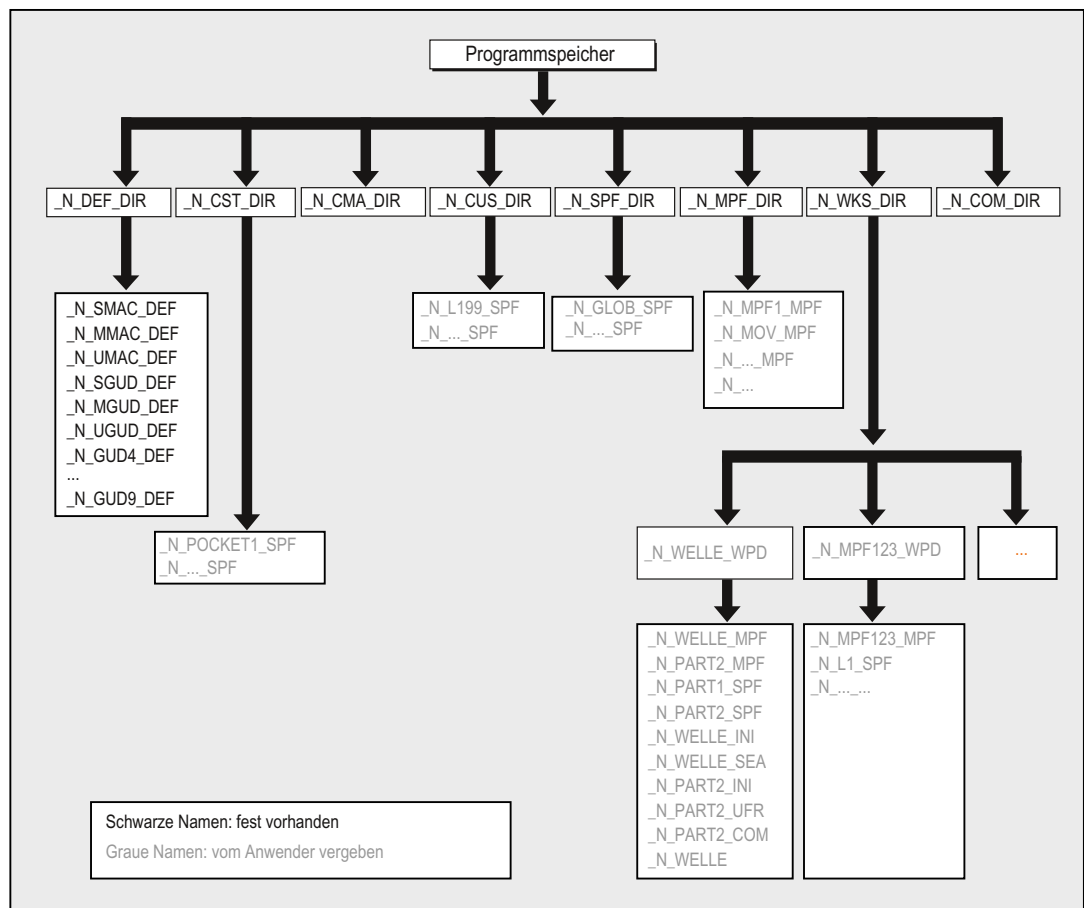 Programmspeicher
_N_DEF_DIR
_N_CST_DIR
_N_CMA_DIR
_N_CUS_DIR
_N_SPF_DIR
_N_MPF_DIR
_N_WKS_DIR
_N_COM_DIR
_N_SMAC_DEF
_N_MMAC_DEF
_N_UMAC_DEF
_N_SGUD_DEF
_N_MGUD_DEF
_N_UGUD_DEF
_N_GUD4_DEF
...
_N_GUD9_DEF
_N_L199_SPF
_N_..._SPF
_N_GLOB_SPF
_N_..._SPF
_N_MPF1_MPF
_N_MOV_MPF
_N_..._MPF
_N_...
_N_POCKET1_SPF
_N_..._SPF
_N_WELLE_WPD
_N_MPF123_WPD
...
_N_WELLE_MPF
_N_PART2_MPF
_N_PART1_SPF
_N_PART2_SPF
_N_WELLE_INI
_N_WELLE_SEA
_N_PART2_INI
_N_PART2_UFR
_N_PART2_COM
_N_WELLE
_N_MPF123_MPF
_N_L1_SPF
_N_..._...
Schwarze Namen: fest vorhanden
Graue Namen: vom Anwender vergeben